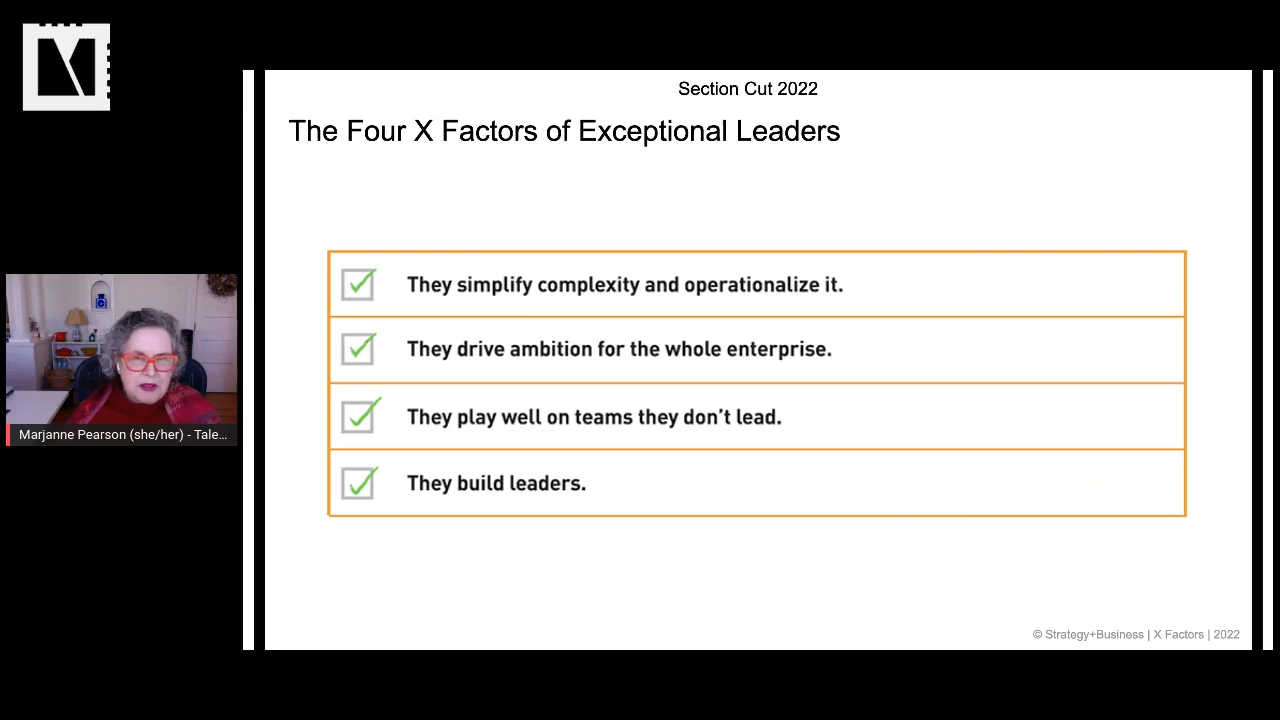 Section Cut 2022
The Four X Factors of Exceptional Leaders
They simplify complexity and operationalize it.
They drive ambition for the whole enterprise.
They play well on teams they don’t lead.
They build leaders.
Marjanne Pearson (she/her) - Tale...
© Strategy+Business | X Factors | 2022